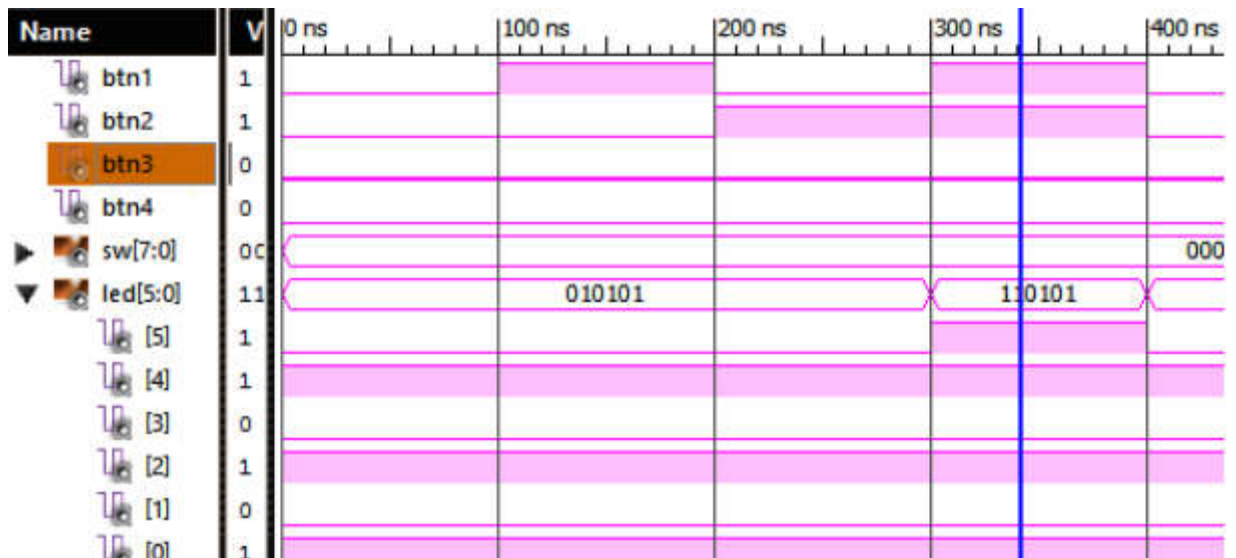 Name V 0 ns 100 ns 200 ns 300 ns 400 ns
btn1 1
btn2 1
btn3 0
btn4 0
sw[7:0] 00 000
led[5:0] 11 010101 110101
[5] 1
[4] 1
[3] 0
[2] 1
[1] 0
[0] 1